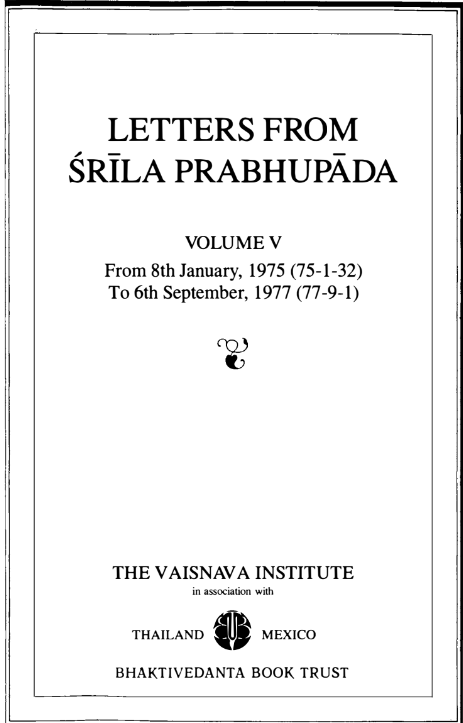 LETTERS FROM
ŚRĪLA PRABHUPĀDA
VOLUME V
From 8th January, 1975 (75-1-32)
To 6th September, 1977 (77-9-1)
THE VAISNAVA INSTITUTE
in association with
THAILAND MEXICO
BHAKTIVEDANTA BOOK TRUST